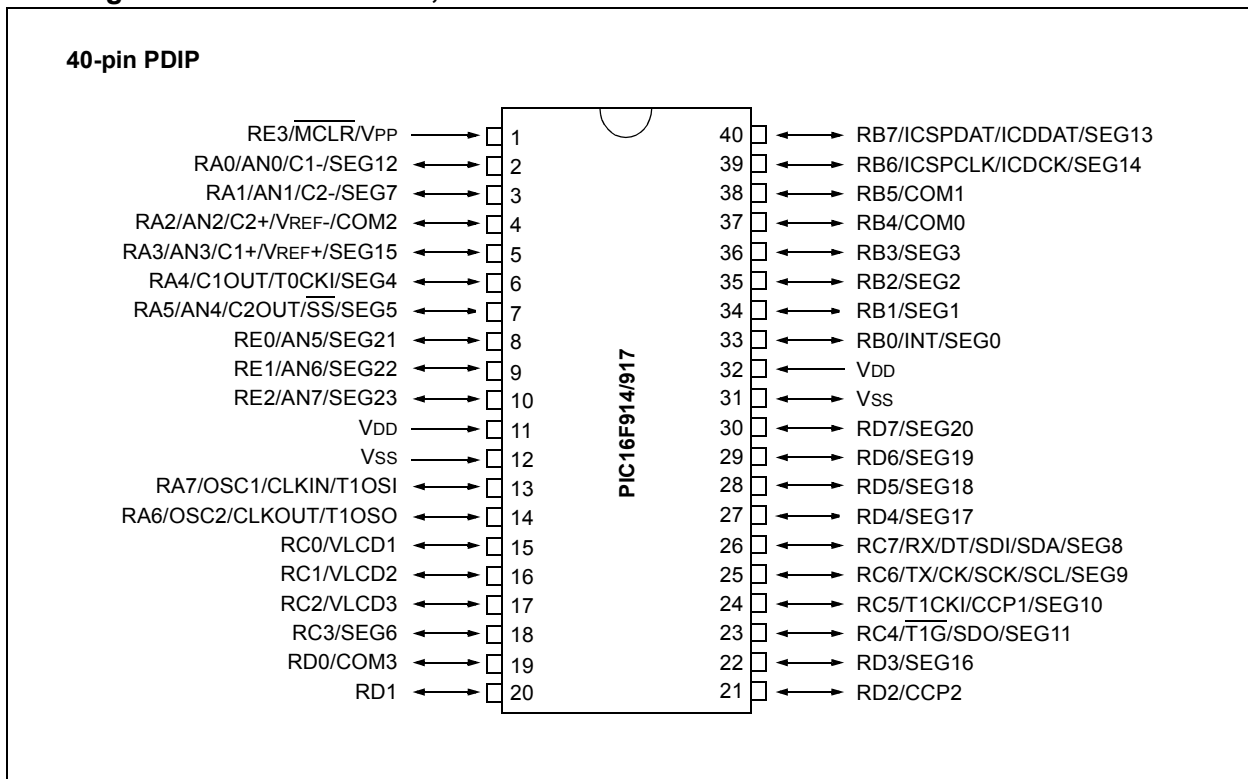 40-pin PDIP
RE3/MCLR/VPP 1
RA0/AN0/C1-/SEG12 2
RA1/AN1/C2-/SEG7 3
RA2/AN2/C2+/VREF-/COM2 4
RA3/AN3/C1+/VREF+/SEG15 5
RA4/C1OUT/T0CKI/SEG4 6
RA5/AN4/C2OUT/SS/SEG5 7
RE0/AN5/SEG21 8
RE1/AN6/SEG22 9
RE2/AN7/SEG23 10
VDD 11
VSS 12
RA7/OSC1/CLKIN/T1OSI 13
RA6/OSC2/CLKOUT/T1OSO 14
RC0/VLCD1 15
RC1/VLCD2 16
RC2/VLCD3 17
RC3/SEG6 18
RD0/COM3 19
RD1 20
PIC16F914/917
40 RB7/ICSPDAT/ICDDAT/SEG13
39 RB6/ICSPCLK/ICDCK/SEG14
38 RB5/COM1
37 RB4/COM0
36 RB3/SEG3
35 RB2/SEG2
34 RB1/SEG1
33 RB0/INT/SEG0
32 VDD
31 VSS
30 RD7/SEG20
29 RD6/SEG19
28 RD5/SEG18
27 RD4/SEG17
26 RC7/RX/DT/SDI/SDA/SEG8
25 RC6/TX/CK/SCK/SCL/SEG9
24 RC5/T1CKI/CCP1/SEG10
23 RC4/T1G/SDO/SEG11
22 RD3/SEG16
21 RD2/CCP2